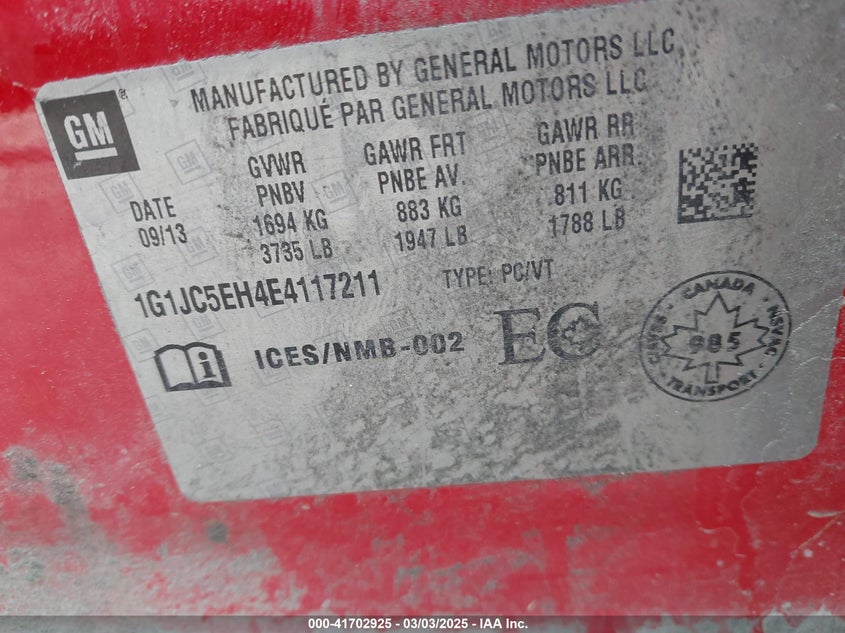 GM
MANUFACTURED BY GENERAL MOTORS LLC
FABRIQUÉ PAR GENERAL MOTORS LLC
DATE
09/13
GVWR
PNBV
1694 KG
3735 LB
GAWR FRT
PNBE AV.
883 KG
1947 LB
GAWR RR
PNBE ARR.
811 KG
1788 LB
1G1JC5EH4E4117211
TYPE: PC/VT
ICES/NMB-002
EC
CANADA
NSVAC
985
TRANSPORT
000-41702925 - 03/03/2025 - IAA Inc.